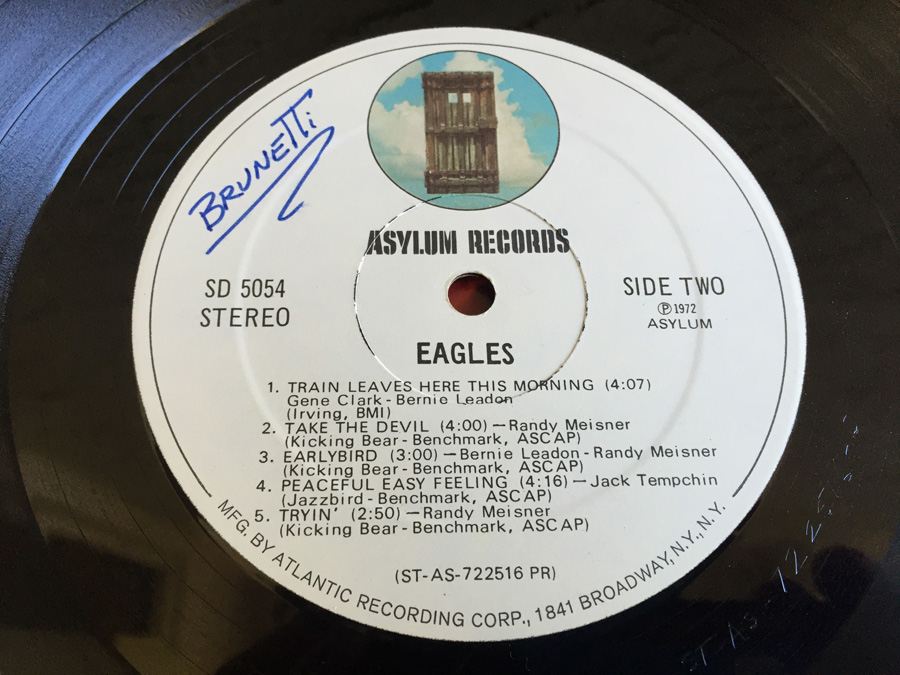 BRUNETTI
ASYLUM RECORDS
SD 5054
STEREO
SIDE TWO
℗ 1972
ASYLUM
EAGLES
1. TRAIN LEAVES HERE THIS MORNING (4:07)
Gene Clark - Bernie Leadon
(Irving, BMI)
2. TAKE THE DEVIL (4:00) — Randy Meisner
(Kicking Bear - Benchmark, ASCAP)
3. EARLYBIRD (3:00) — Bernie Leadon - Randy Meisner
(Kicking Bear - Benchmark, ASCAP)
4. PEACEFUL EASY FEELING (4:16) — Jack Tempchin
(Jazzbird - Benchmark, ASCAP)
5. TRYIN' (2:50) — Randy Meisner
(Kicking Bear - Benchmark, ASCAP)
(ST-AS-722516 PR)
MFG. BY ATLANTIC RECORDING CORP., 1841 BROADWAY, N.Y., N.Y.
ST-AS-